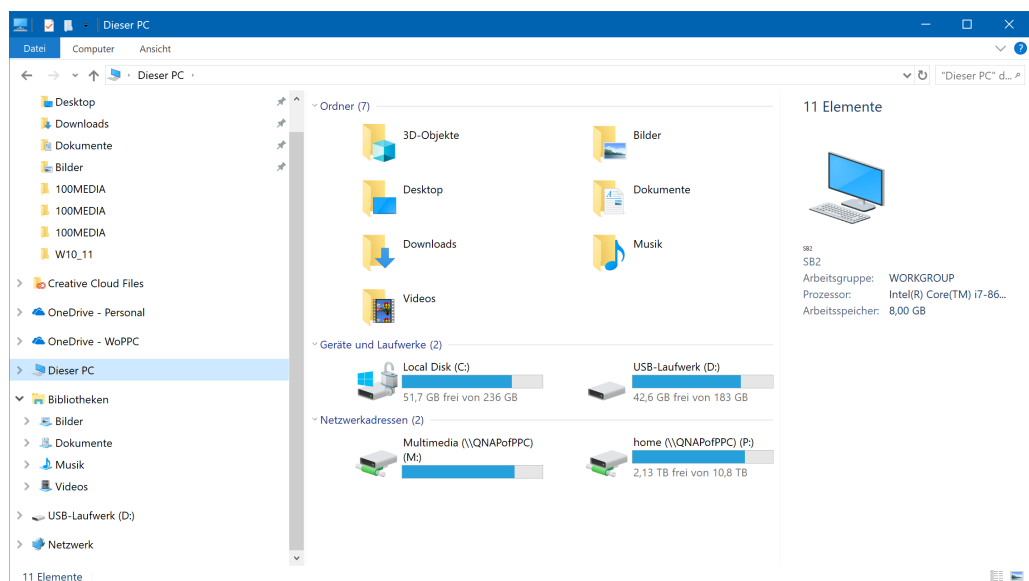 Dieser PC
Datei Computer Ansicht
Dieser PC
"Dieser PC" d...
Desktop
Downloads
Dokumente
Bilder
100MEDIA
100MEDIA
100MEDIA
W10_11
Creative Cloud Files
OneDrive - Personal
OneDrive - WoPPC
Dieser PC
Bibliotheken
Bilder
Dokumente
Musik
Videos
USB-Laufwerk (D:)
Netzwerk
11 Elemente
Ordner (7)
3D-Objekte
Bilder
Desktop
Dokumente
Downloads
Musik
Videos
Geräte und Laufwerke (2)
Local Disk (C:)
51,7 GB frei von 236 GB
USB-Laufwerk (D:)
42,6 GB frei von 183 GB
Netzwerkadressen (2)
Multimedia (\\QNAPofPPC)
(M:)
home (\\QNAPofPPC) (P:)
2,13 TB frei von 10,8 TB
11 Elemente
SB2
SB2
Arbeitsgruppe: WORKGROUP
Prozessor: Intel(R) Core(TM) i7-86...
Arbeitsspeicher: 8,00 GB